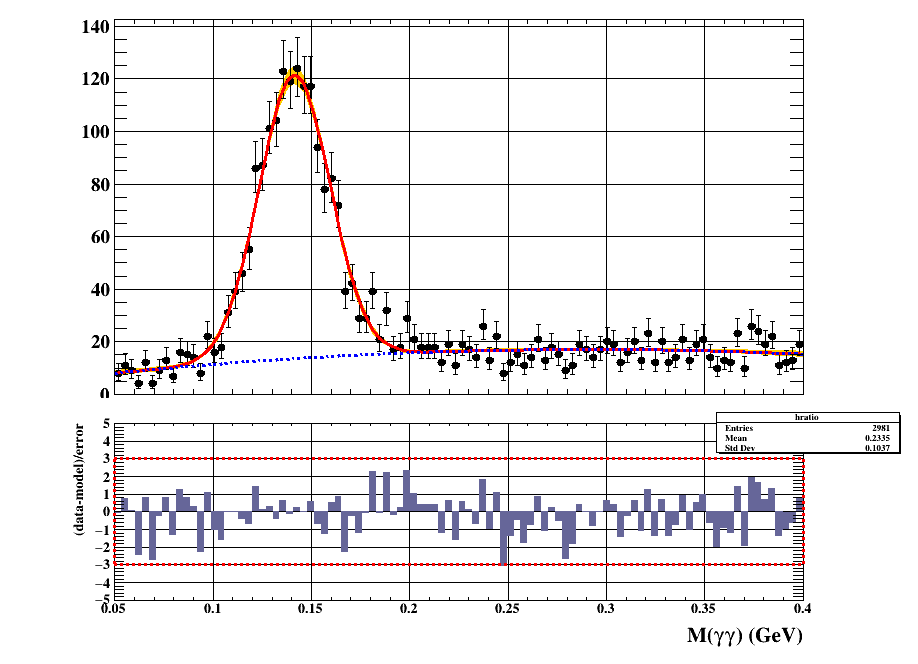 140
120
100
80
60
40
20
0
hratio
Entries 2981
Mean 0.2335
Std Dev 0.1037
(data-model)/error
5
4
3
2
1
0
−1
−2
−3
−4
−5
0.05 0.1 0.15 0.2 0.25 0.3 0.35 0.4
M(γγ) (GeV)